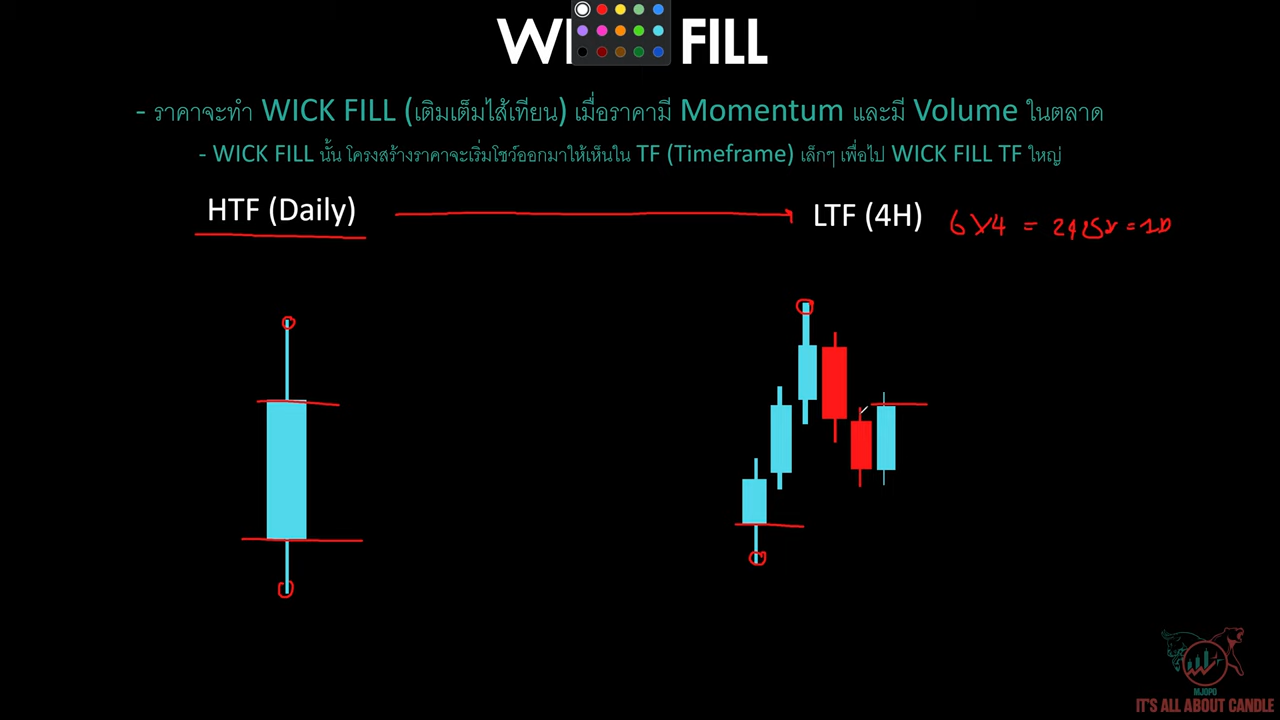 WI FILL
- ราคาจะทำ WICK FILL (เติมเต็มไส้เทียน) เมื่อราคามี Momentum และมี Volume ในตลาด
- WICK FILL นั้น โครงสร้างราคาจะเริ่มโชว์ออกมาให้เห็นใน TF (Timeframe) เล็กๆ เพื่อไป WICK FILL TF ใหญ่
HTF (Daily)
LTF (4H)
6x4 =
MJOPO
IT'S ALL ABOUT CANDLE